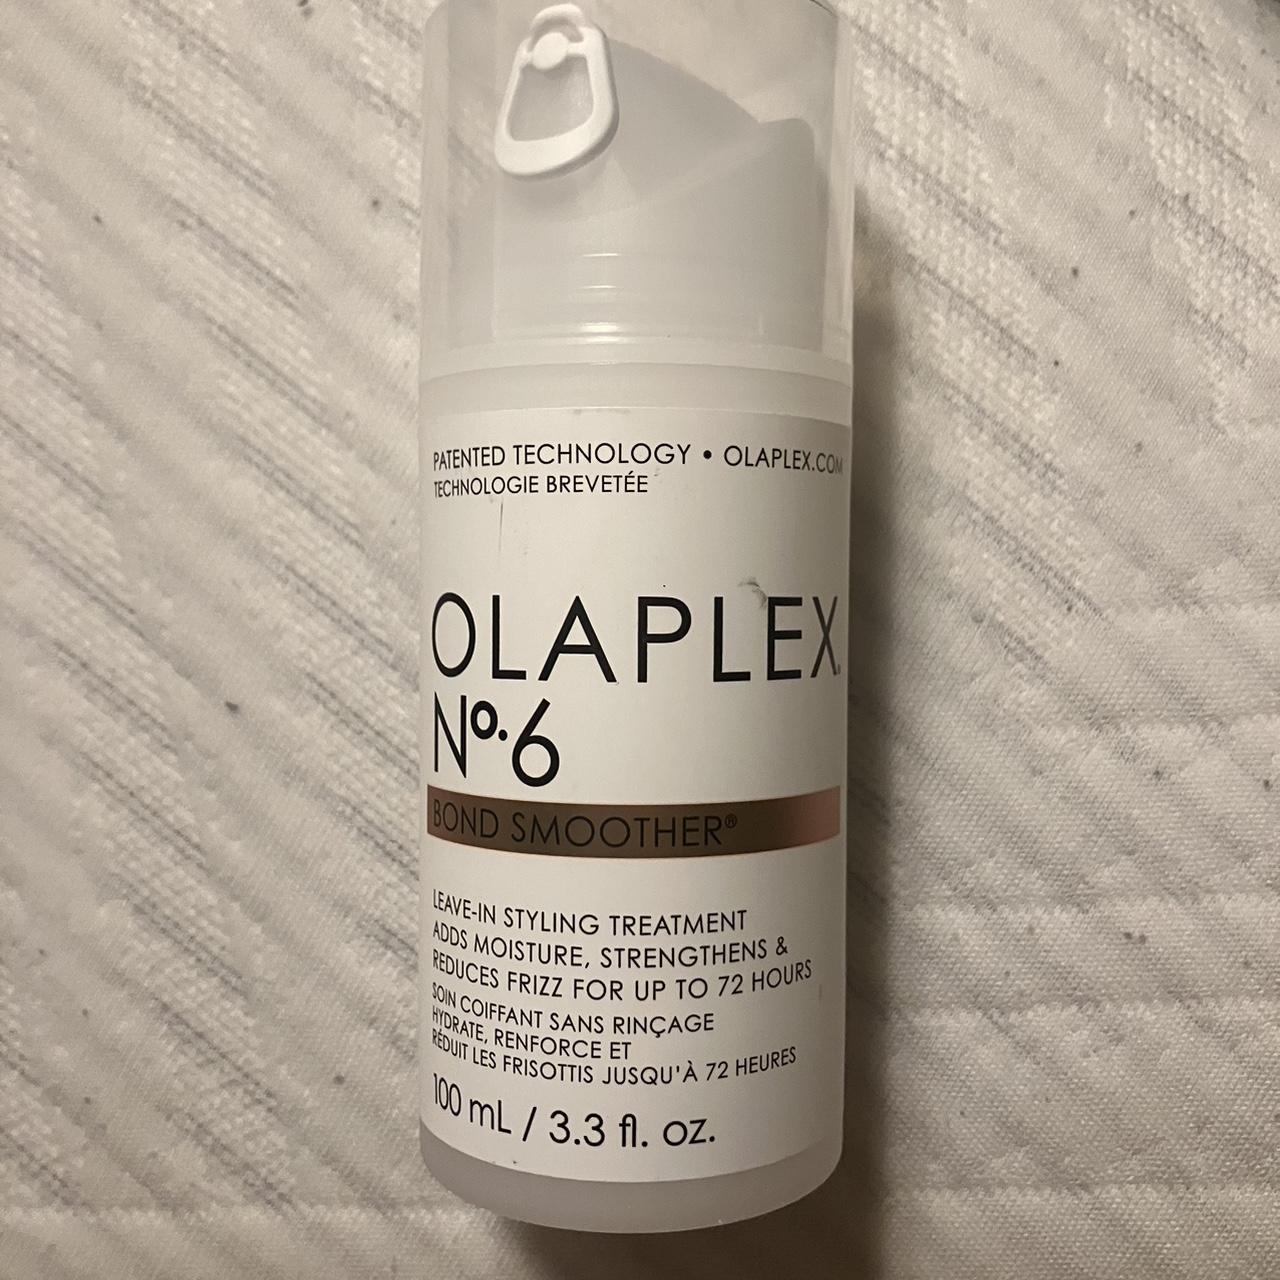 PATENTED TECHNOLOGY • OLAPLEX.COM
TECHNOLOGIE BREVETÉE
OLAPLEX®
Nº.6
BOND SMOOTHER®
LEAVE-IN STYLING TREATMENT
ADDS MOISTURE, STRENGTHENS &
REDUCES FRIZZ FOR UP TO 72 HOURS
SOIN COIFFANT SANS RINÇAGE
HYDRATE, RENFORCE ET
RÉDUIT LES FRISOTTIS JUSQU'À 72 HEURES
100 mL / 3.3 fl. oz.